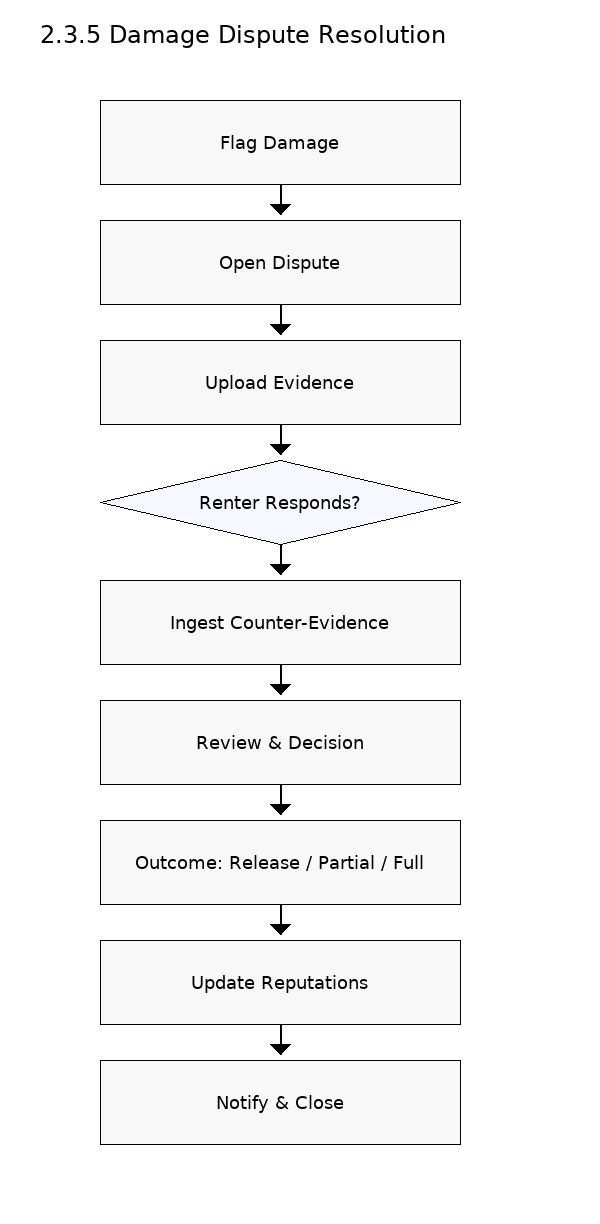 2.3.5 Damage Dispute Resolution
Flag Damage
Open Dispute
Upload Evidence
Renter Responds?
Ingest Counter-Evidence
Review & Decision
Outcome: Release / Partial / Full
Update Reputations
Notify & Close